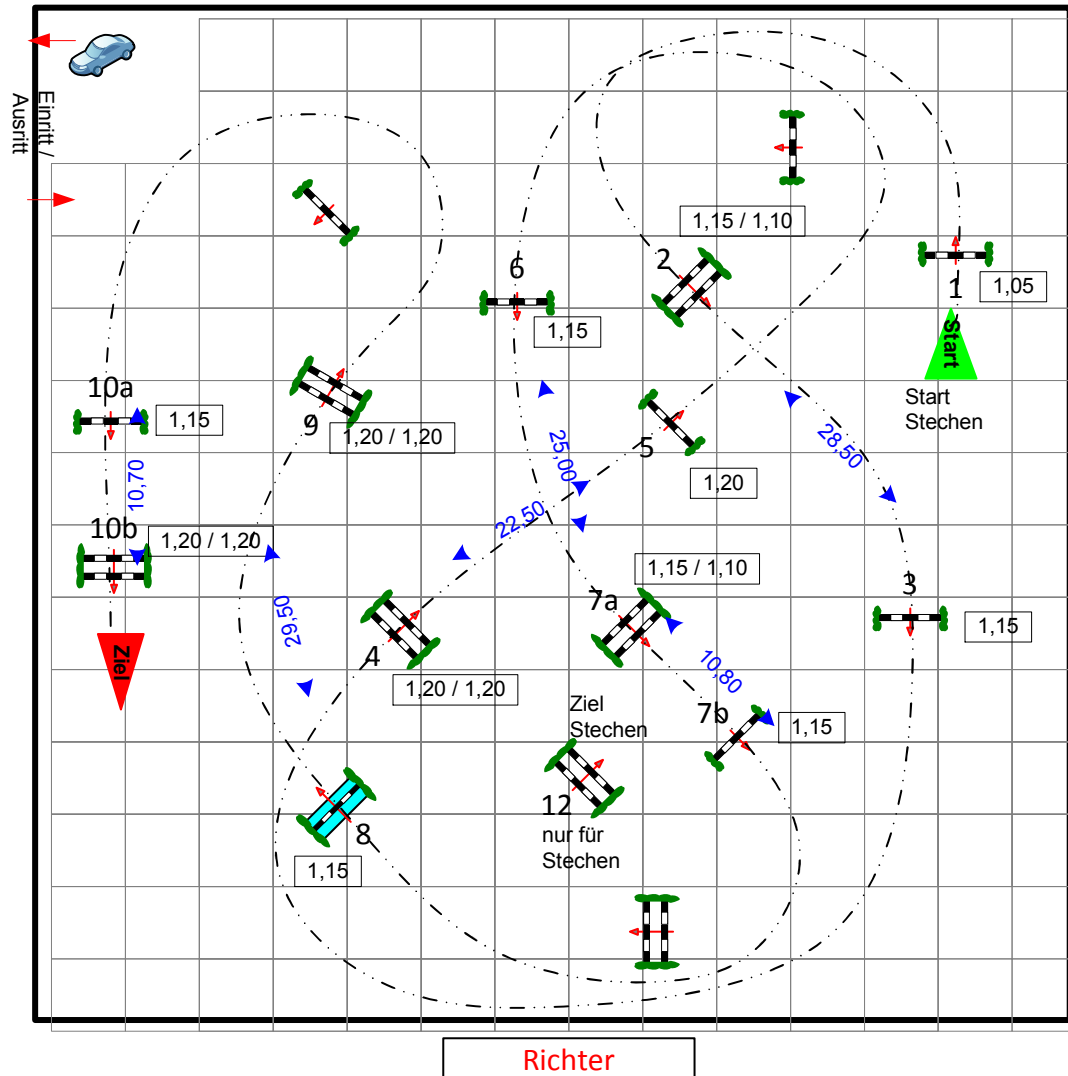 Einritt /
Ausritt
1,15 / 1,10
2
6
1
1,05
1,15
Start
Start
Stechen
10a
1,15
9
1,20 / 1,20
5
1,20
25,00
28,50
10,70
22,50
10b
1,20 / 1,20
1,15 / 1,10
7a
3
1,15
29,50
4
1,20 / 1,20
Ziel
10,80
Ziel
Stechen
7b
1,15
12
nur für
Stechen
8
1,15
Richter